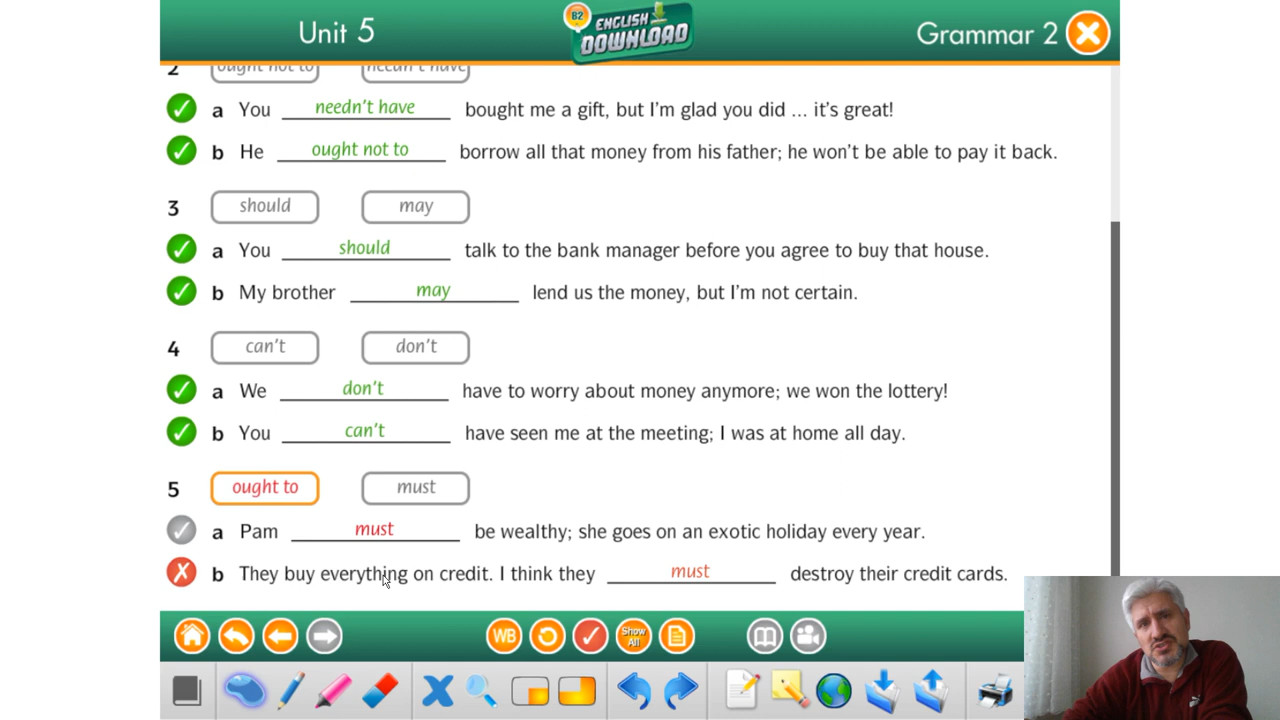 Unit 5
B2
ENGLISH
DOWNLOAD
Grammar 2
2 ought not to needn't have
a You needn't have bought me a gift, but I'm glad you did ... it's great!
b He ought not to borrow all that money from his father; he won't be able to pay it back.
3 should may
a You should talk to the bank manager before you agree to buy that house.
b My brother may lend us the money, but I'm not certain.
4 can't don't
a We don't have to worry about money anymore; we won the lottery!
b You can't have seen me at the meeting; I was at home all day.
5 ought to must
a Pam must be wealthy; she goes on an exotic holiday every year.
b They buy everything on credit. I think they must destroy their credit cards.
WB
Show
All